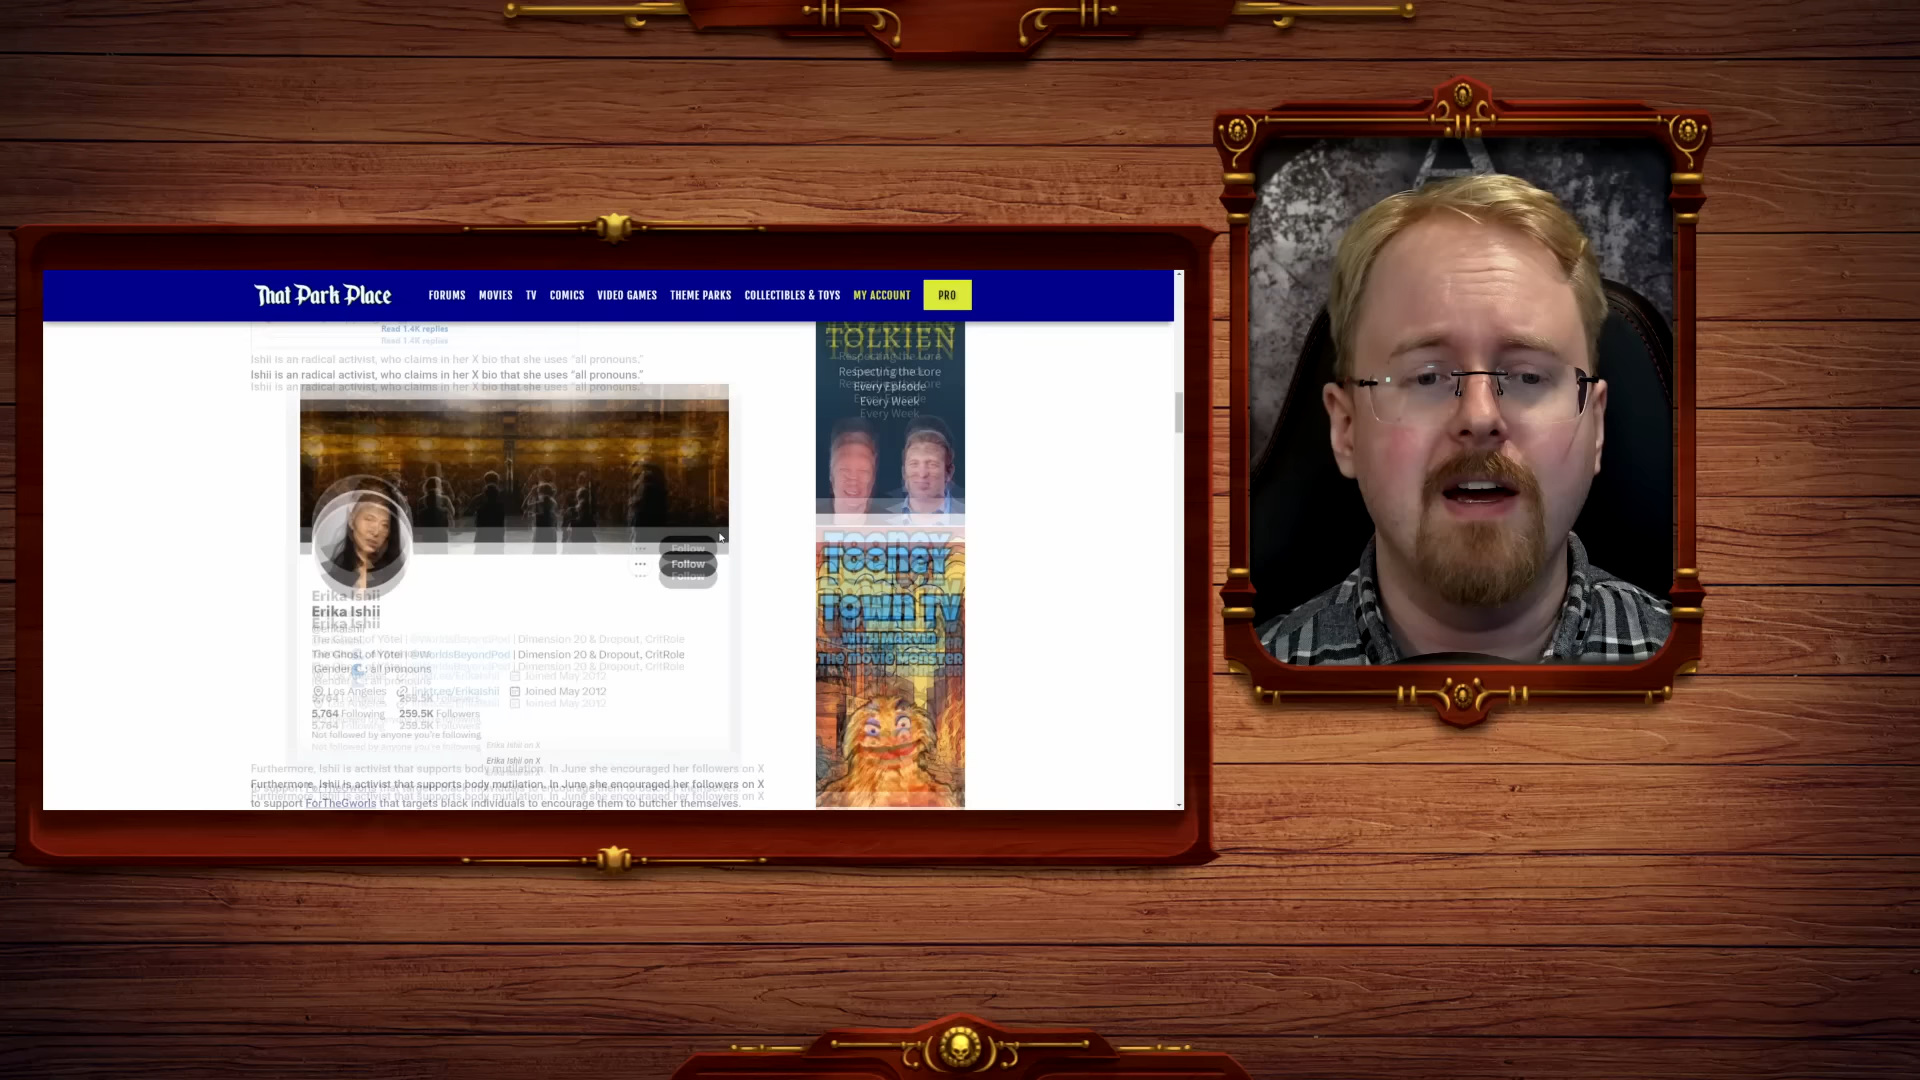 That Park Place
FORUMS MOVIES TV COMICS VIDEO GAMES THEME PARKS COLLECTIBLES & TOYS MY ACCOUNT PRO
Read 1.4K replies
Ishii is an radical activist, who claims in her X bio that she uses "all pronouns."
Follow
Erika Ishii
@erikaishii
The Ghost of Yōtei | @WorldsBeyondPod | Dimension 20 & Dropout, CritRole
all pronouns
Los Angeles linktr.ee/Erikaishii Joined May 2012
5,764 Following 259.5K Followers
Not followed by anyone you're following
Erika Ishii on X
Furthermore, Ishii is activist that supports body mutilation. In June she encouraged her followers on X
to support ForTheGworls that targets black individuals to encourage them to butcher themselves.
TOLKIEN
Respecting the Lore
Every Episode
Every Week
TOONEY
TOWN TV
WITH MARVIN
THE MOVIE MONSTER